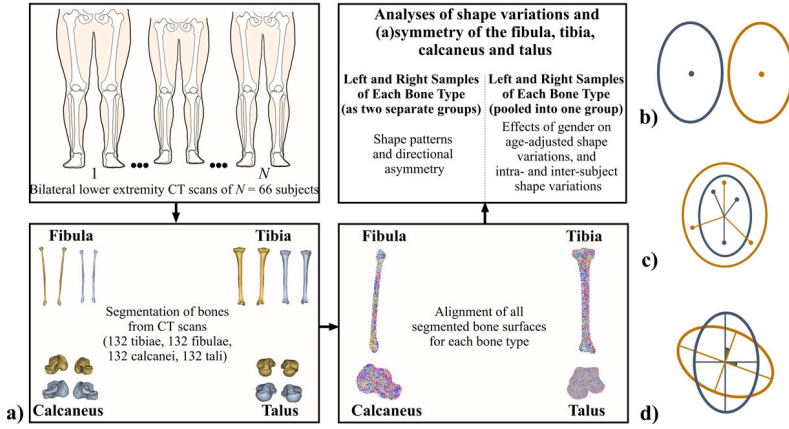 1
N
Bilateral lower extremity CT scans of N = 66 subjects
Analyses of shape variations and
(a)symmetry of the fibula, tibia,
calcaneus and talus
Left and Right Samples
of Each Bone Type
(as two separate groups)
Shape patterns
and directional
asymmetry
Left and Right Samples
of Each Bone Type
(pooled into one group)
Effects of gender on
age-adjusted shape
variations, and
intra- and inter-subject
shape variations
Fibula
Tibia
Segmentation of bones
from CT scans
(132 tibiae, 132 fibulae,
132 calcanei, 132 tali)
Calcaneus
Talus
Fibula
Tibia
Alignment of all
segmented bone surfaces
for each bone type
Calcaneus
Talus
a)
b)
c)
d)